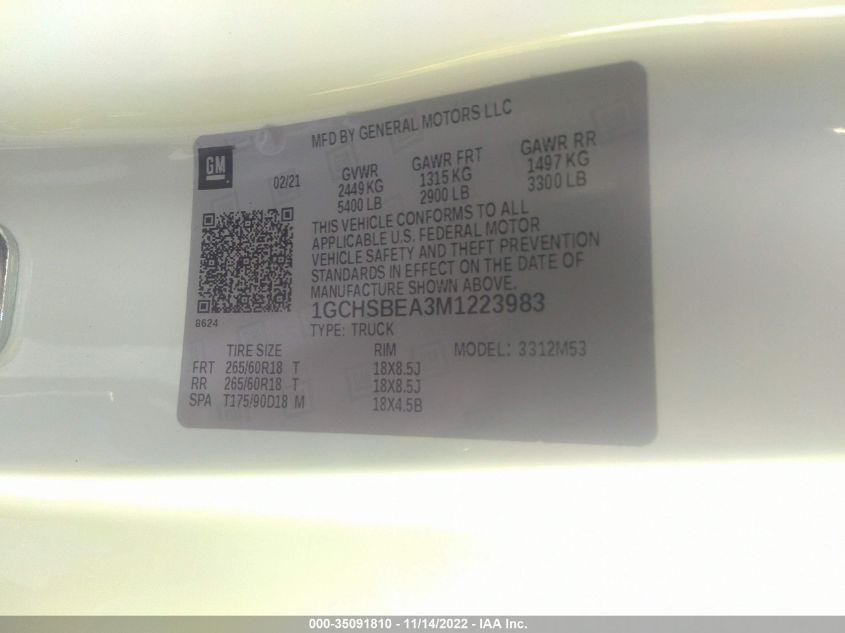 MFD BY GENERAL MOTORS LLC
GM
02/21
GVWR GAWR FRT GAWR RR
2449 KG 1315 KG 1497 KG
5400 LB 2900 LB 3300 LB
THIS VEHICLE CONFORMS TO ALL
APPLICABLE U.S. FEDERAL MOTOR
VEHICLE SAFETY AND THEFT PREVENTION
STANDARDS IN EFFECT ON THE DATE OF
MANUFACTURE SHOWN ABOVE.
1GCHSBEA3M1223983
8624
TYPE: TRUCK
TIRE SIZE RIM MODEL: 3312M53
FRT 265/60R18 T 18X8.5J
RR 265/60R18 T 18X8.5J
SPA T175/90D18 M 18X4.5B
000-35091810 - 11/14/2022 - IAA Inc.